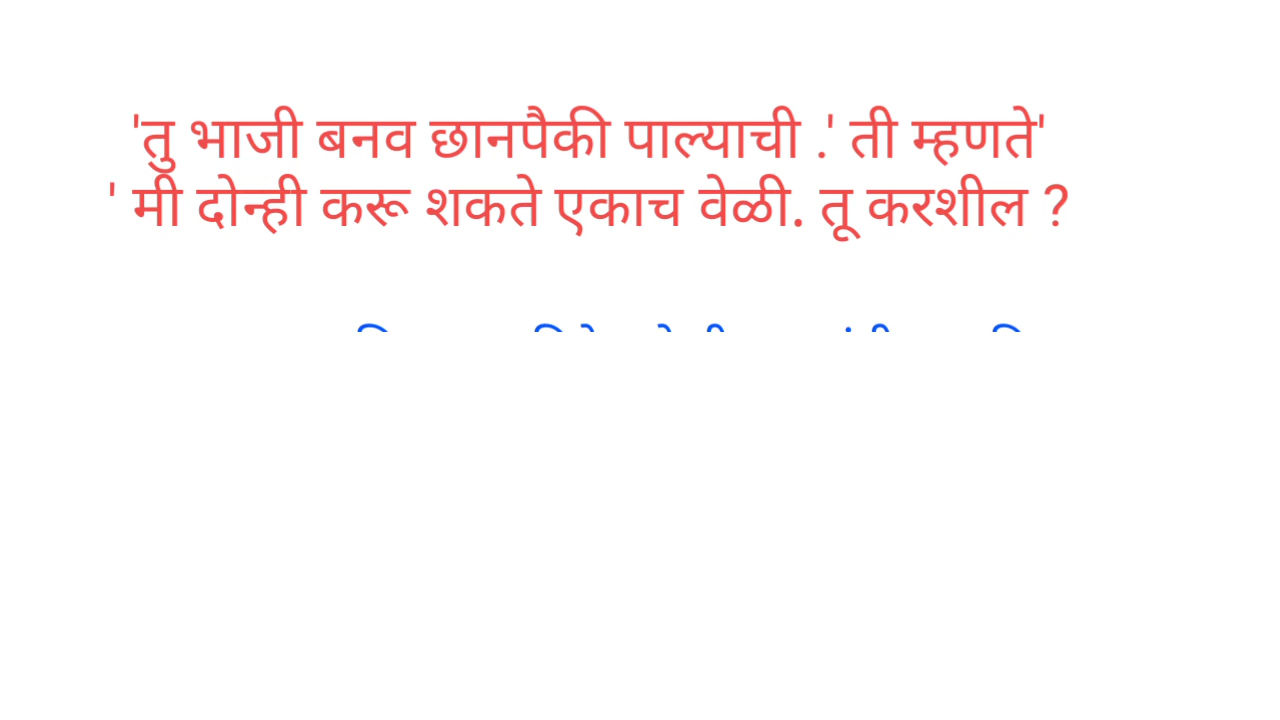 'तु भाजी बनव छानपैकी पाल्याची .' ती म्हणते'
' मी दोन्ही करू शकते एकाच वेळी. तू करशील ?